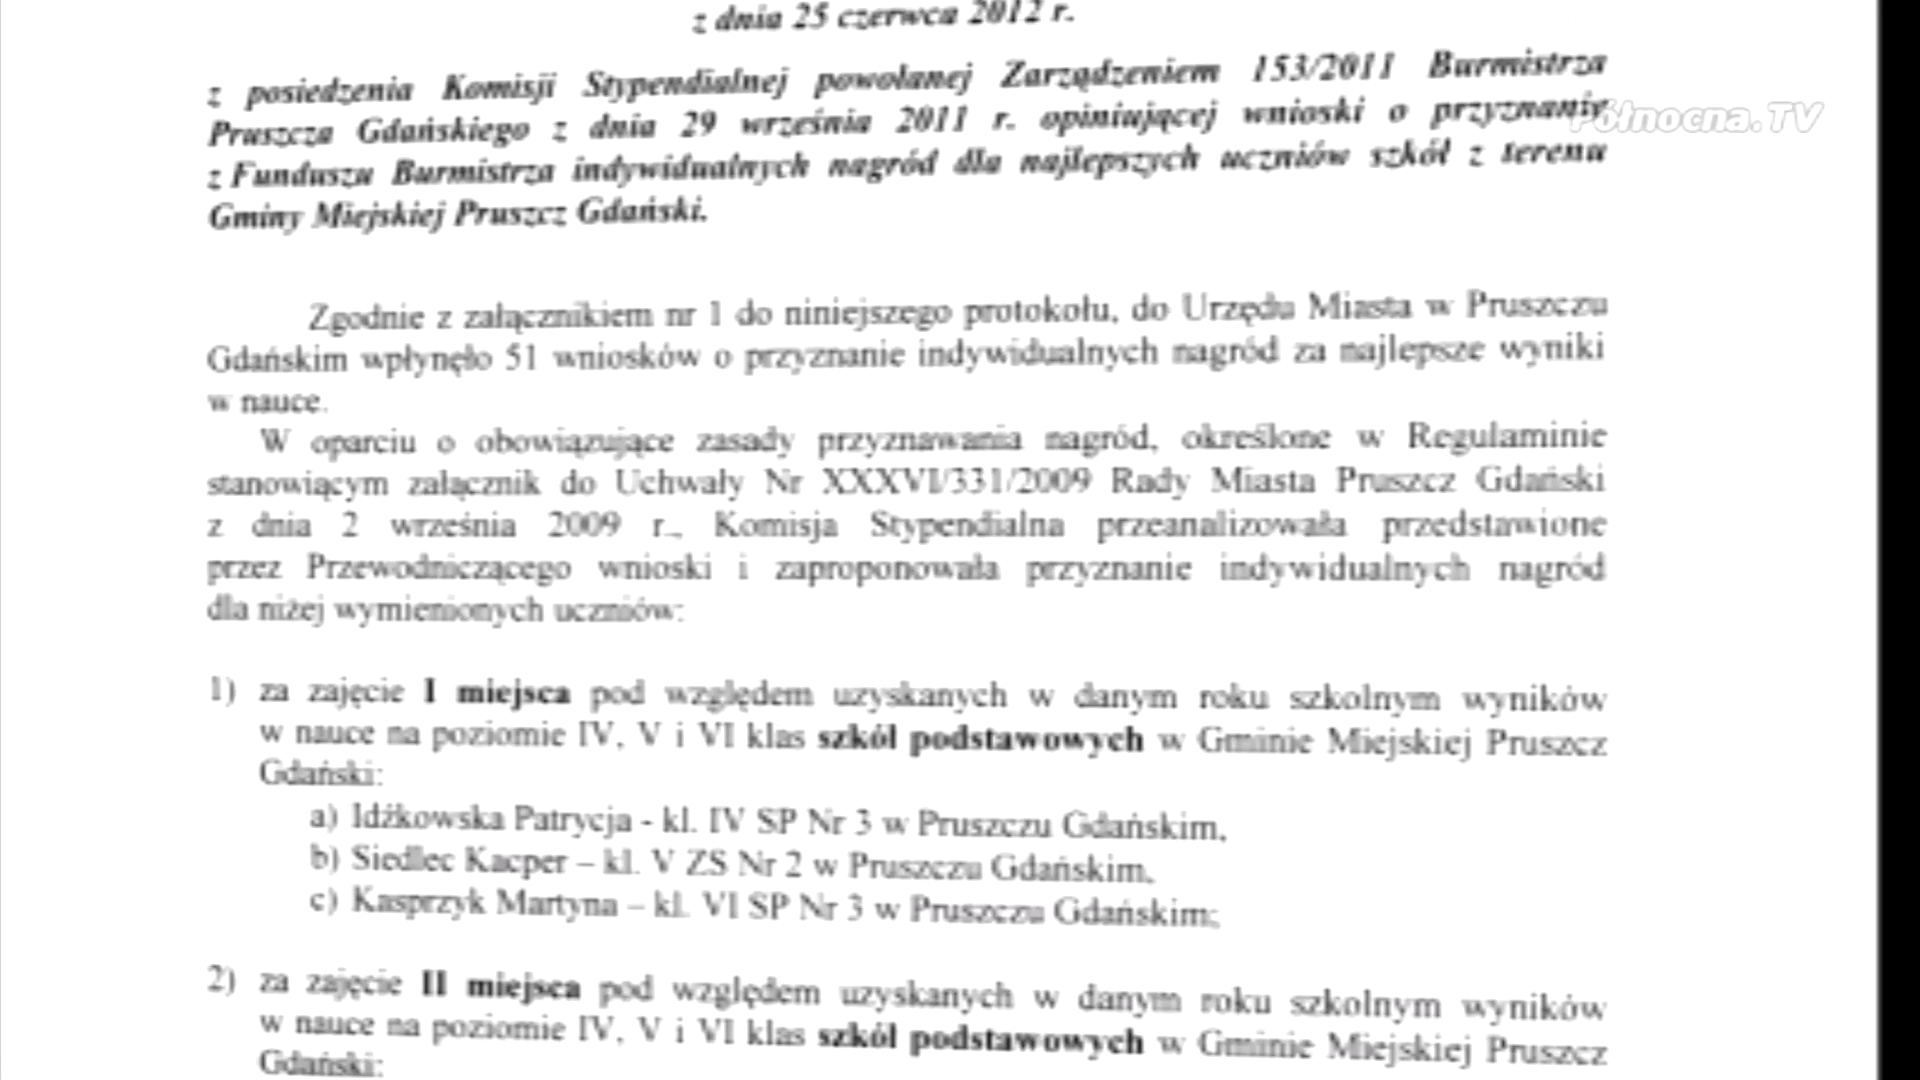 z dnia 25 czerwca 2012 r.
z posiedzenia Komisji Stypendialnej powołanej Zarządzeniem 153/2011 Burmistrza
Pruszcza Gdańskiego z dnia 29 września 2011 r. opiniującej wnioski o przyznanie
Północna.TV
z Funduszu Burmistrza indywidualnych nagród dla najlepszych uczniów szkół z terenu
Gminy Miejskiej Pruszcz Gdański.
Zgodnie z załącznikiem nr 1 do niniejszego protokołu, do Urzędu Miasta w Pruszczu
Gdańskim wpłynęło 51 wniosków o przyznanie indywidualnych nagród za najlepsze wyniki
w nauce.
W oparciu o obowiązujące zasady przyznawania nagród, określone w Regulaminie
stanowiącym załącznik do Uchwały Nr XXXVI/331/2009 Rady Miasta Pruszcz Gdański
z dnia 2 września 2009 r., Komisja Stypendialna przeanalizowała przedstawione
przez Przewodniczącego wnioski i zaproponowała przyznanie indywidualnych nagród
dla niżej wymienionych uczniów:
1) za zajęcie I miejsca pod względem uzyskanych w danym roku szkolnym wyników
w nauce na poziomie IV, V i VI klas szkół podstawowych w Gminie Miejskiej Pruszcz
Gdański:
a) Idźkowska Patrycja - kl. IV SP Nr 3 w Pruszczu Gdańskim,
b) Siedlec Kacper – kl. V ZS Nr 2 w Pruszczu Gdańskim,
c) Kasprzyk Martyna – kl. VI SP Nr 3 w Pruszczu Gdańskim;
2) za zajęcie II miejsca pod względem uzyskanych w danym roku szkolnym wyników
w nauce na poziomie IV, V i VI klas szkół podstawowych w Gminie Miejskiej Pruszcz
Gdański: